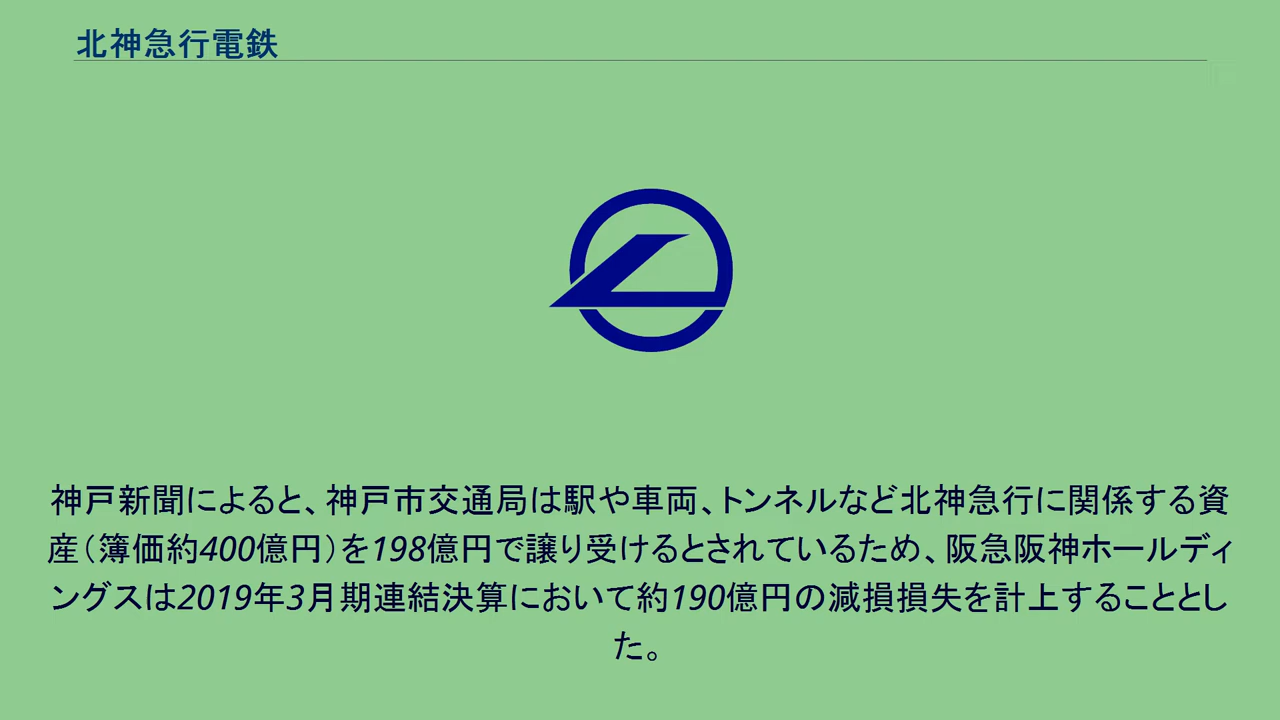 北神急行電鉄
神戸新聞によると、神戸市交通局は駅や車両、トンネルなど北神急行に関係する資
産（簿価約400億円）を198億円で譲り受けるとされているため、阪急阪神ホールディ
ングスは2019年3月期連結決算において約190億円の減損損失を計上することとし
た。